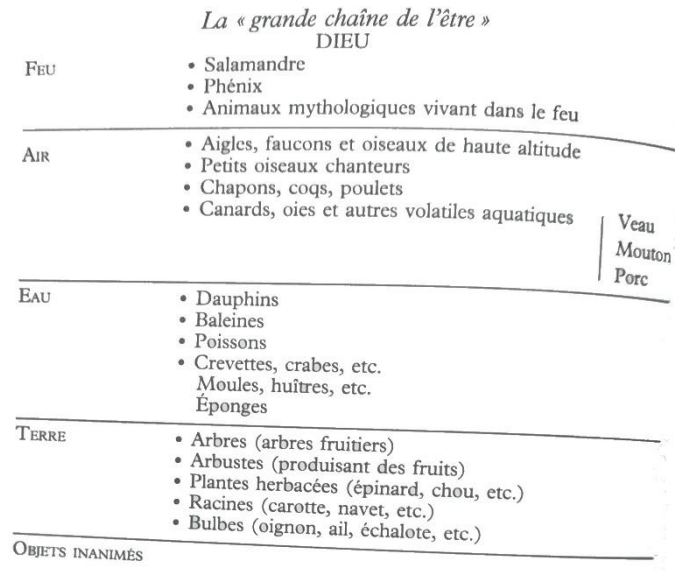 La « grande chaîne de l'être »
DIEU
FEU
• Salamandre
• Phénix
• Animaux mythologiques vivant dans le feu
AIR
• Aigles, faucons et oiseaux de haute altitude
• Petits oiseaux chanteurs
• Chapons, coqs, poulets
• Canards, oies et autres volatiles aquatiques
Veau
Mouton
Porc
EAU
• Dauphins
• Baleines
• Poissons
• Crevettes, crabes, etc.
Moules, huîtres, etc.
Éponges
TERRE
• Arbres (arbres fruitiers)
• Arbustes (produisant des fruits)
• Plantes herbacées (épinard, chou, etc.)
• Racines (carotte, navet, etc.)
• Bulbes (oignon, ail, échalote, etc.)
OBJETS INANIMÉS